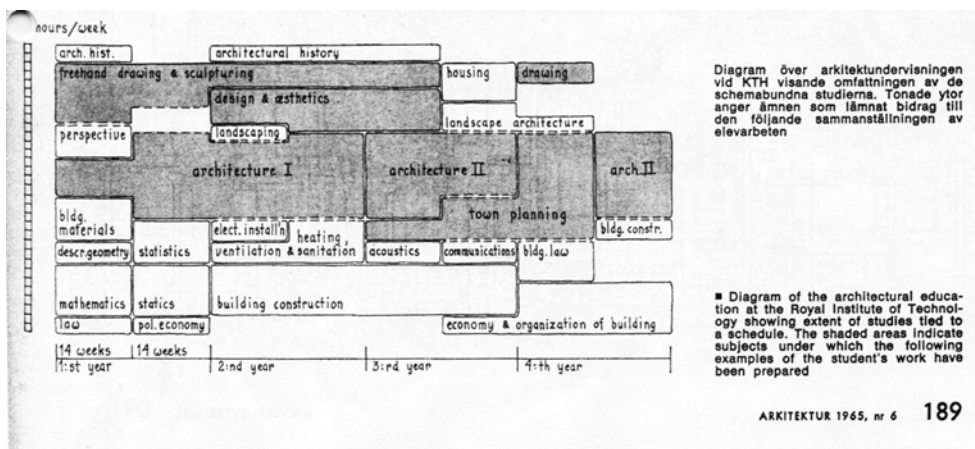 hours/week
arch. hist.
architectural history
freehand drawing & sculpturing
housing
drawing
design & æsthetics
landscape architecture
perspective
landscaping
architecture I
architecture II
arch. II
town planning
bldg.
materials
elect. install'n
heating,
bldg. constr.
descr. geometry
statistics
ventilation & sanitation
acoustics
communications
bldg. law
mathematics
statics
building construction
law
pol. economy
economy & organization of building
14 weeks
14 weeks
1:st year
2:nd year
3:rd year
4:th year
Diagram över arkitektundervisningen
vid KTH visande omfattningen av de
schemabundna studierna. Tonade ytor
anger ämnen som lämnat bidrag till
den följande sammanställningen av
elevarbeten
■ Diagram of the architectural educa-
tion at the Royal Institute of Technol-
ogy showing extent of studies tied to
a schedule. The shaded areas indicate
subjects under which the following
examples of the student's work have
been prepared
ARKITEKTUR 1965, nr 6 189